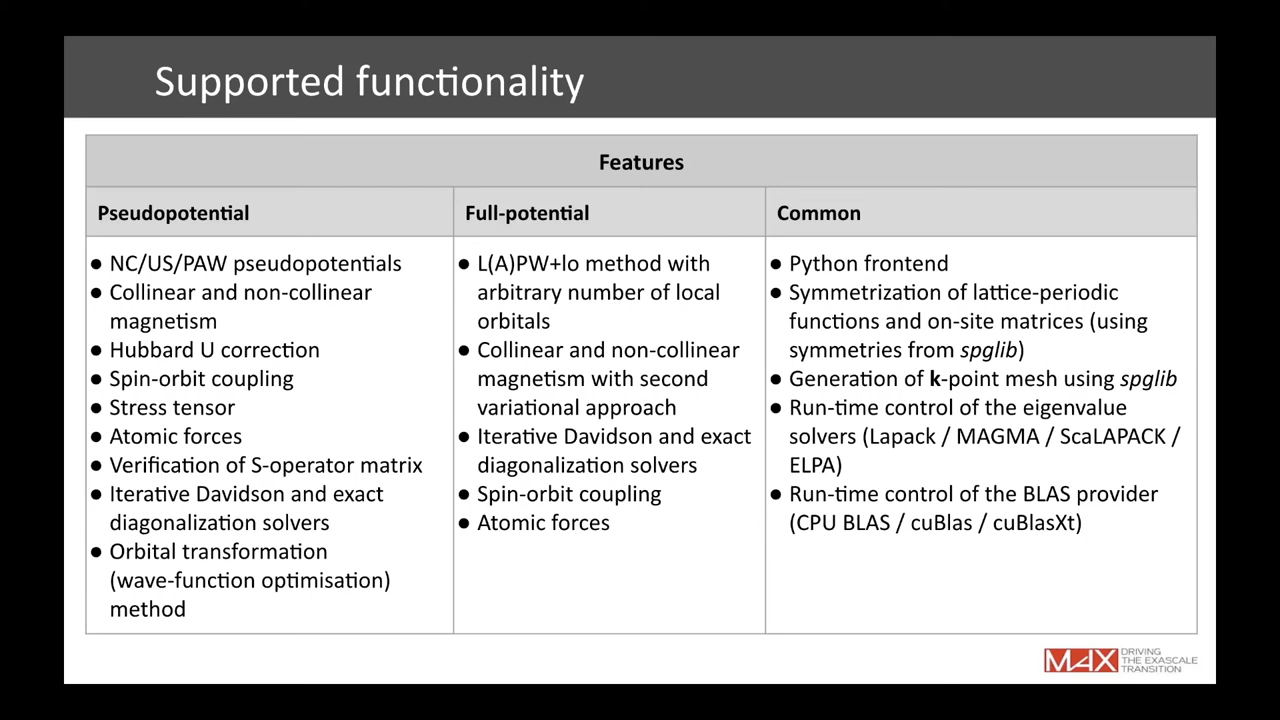 Supported functionality
Features
Pseudopotential
● NC/US/PAW pseudopotentials
● Collinear and non-collinear
magnetism
● Hubbard U correction
● Spin-orbit coupling
● Stress tensor
● Atomic forces
● Verification of S-operator matrix
● Iterative Davidson and exact
diagonalization solvers
● Orbital transformation
(wave-function optimisation)
method
Full-potential
● L(A)PW+lo method with
arbitrary number of local
orbitals
● Collinear and non-collinear
magnetism with second
variational approach
● Iterative Davidson and exact
diagonalization solvers
● Spin-orbit coupling
● Atomic forces
Common
● Python frontend
● Symmetrization of lattice-periodic
functions and on-site matrices (using
symmetries from spglib)
● Generation of k-point mesh using spglib
● Run-time control of the eigenvalue
solvers (Lapack / MAGMA / ScaLAPACK /
ELPA)
● Run-time control of the BLAS provider
(CPU BLAS / cuBlas / cuBlasXt)
MAX
DRIVING
THE EXASCALE
TRANSITION